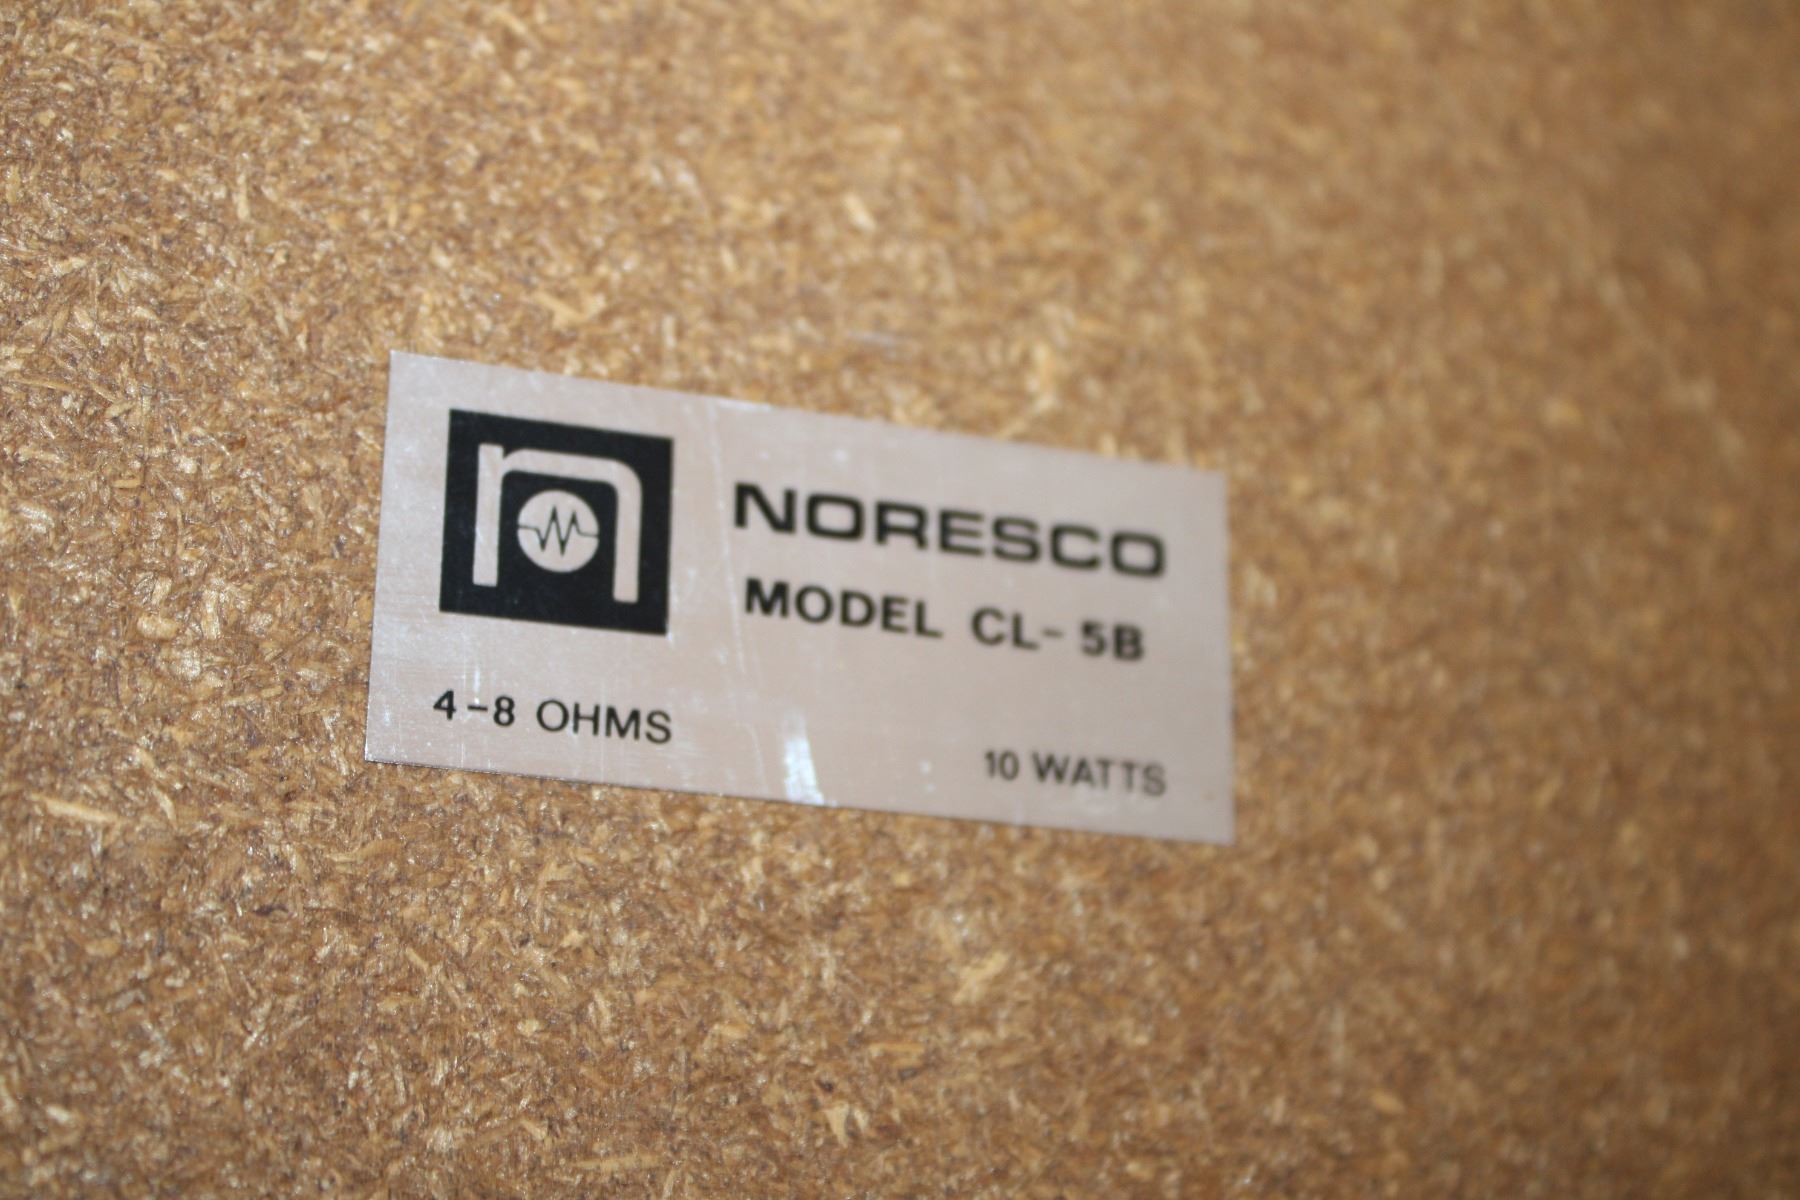 n
NORESCO
MODEL CL-5B
4-8 OHMS
10 WATTS